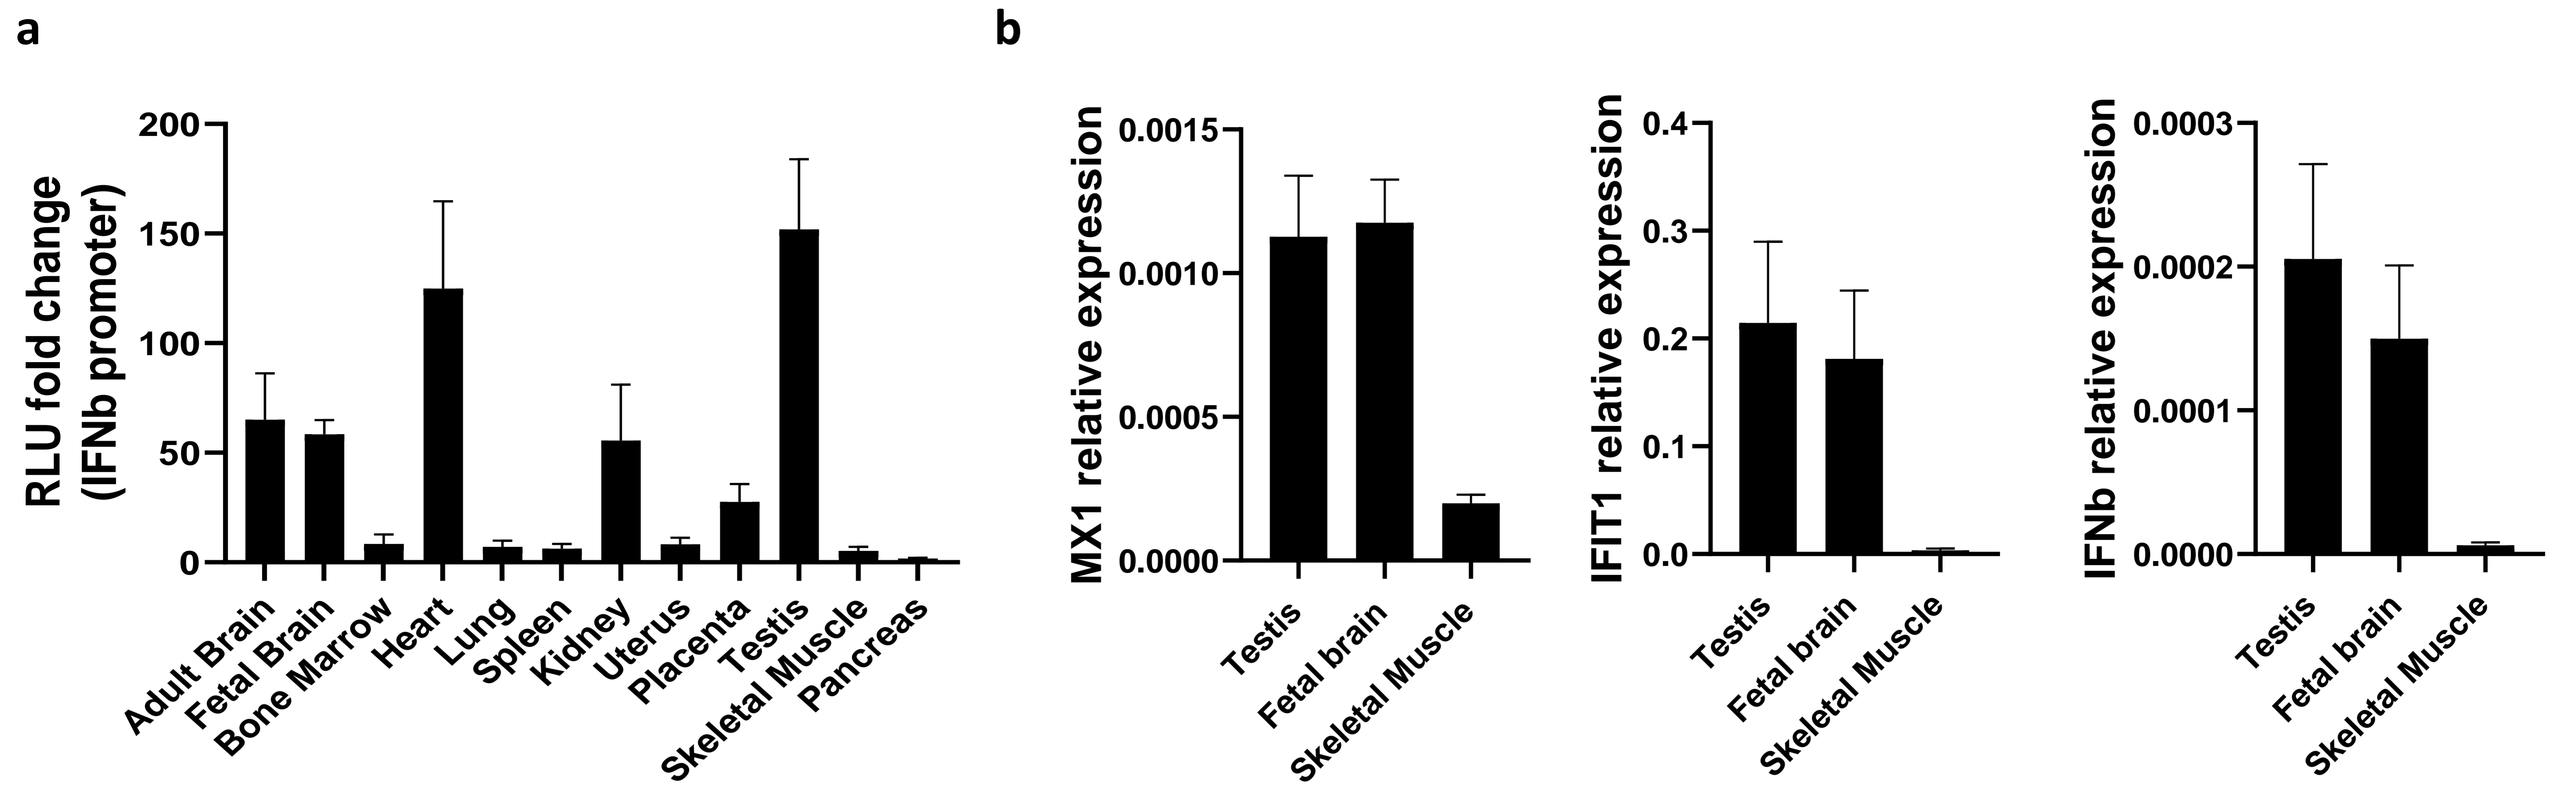 a
RLU fold change
(IFNb promoter)
200
150
100
50
0
Adult Brain
Fetal Brain
Bone Marrow
Heart
Lung
Spleen
Kidney
Uterus
Placenta
Testis
Skeletal Muscle
Pancreas
b
MX1 relative expression
0.0015
0.0010
0.0005
0.0000
Testis
Fetal brain
Skeletal Muscle
IFIT1 relative expression
0.4
0.3
0.2
0.1
0.0
Testis
Fetal brain
Skeletal Muscle
IFNb relative expression
0.0003
0.0002
0.0001
0.0000
Testis
Fetal brain
Skeletal Muscle